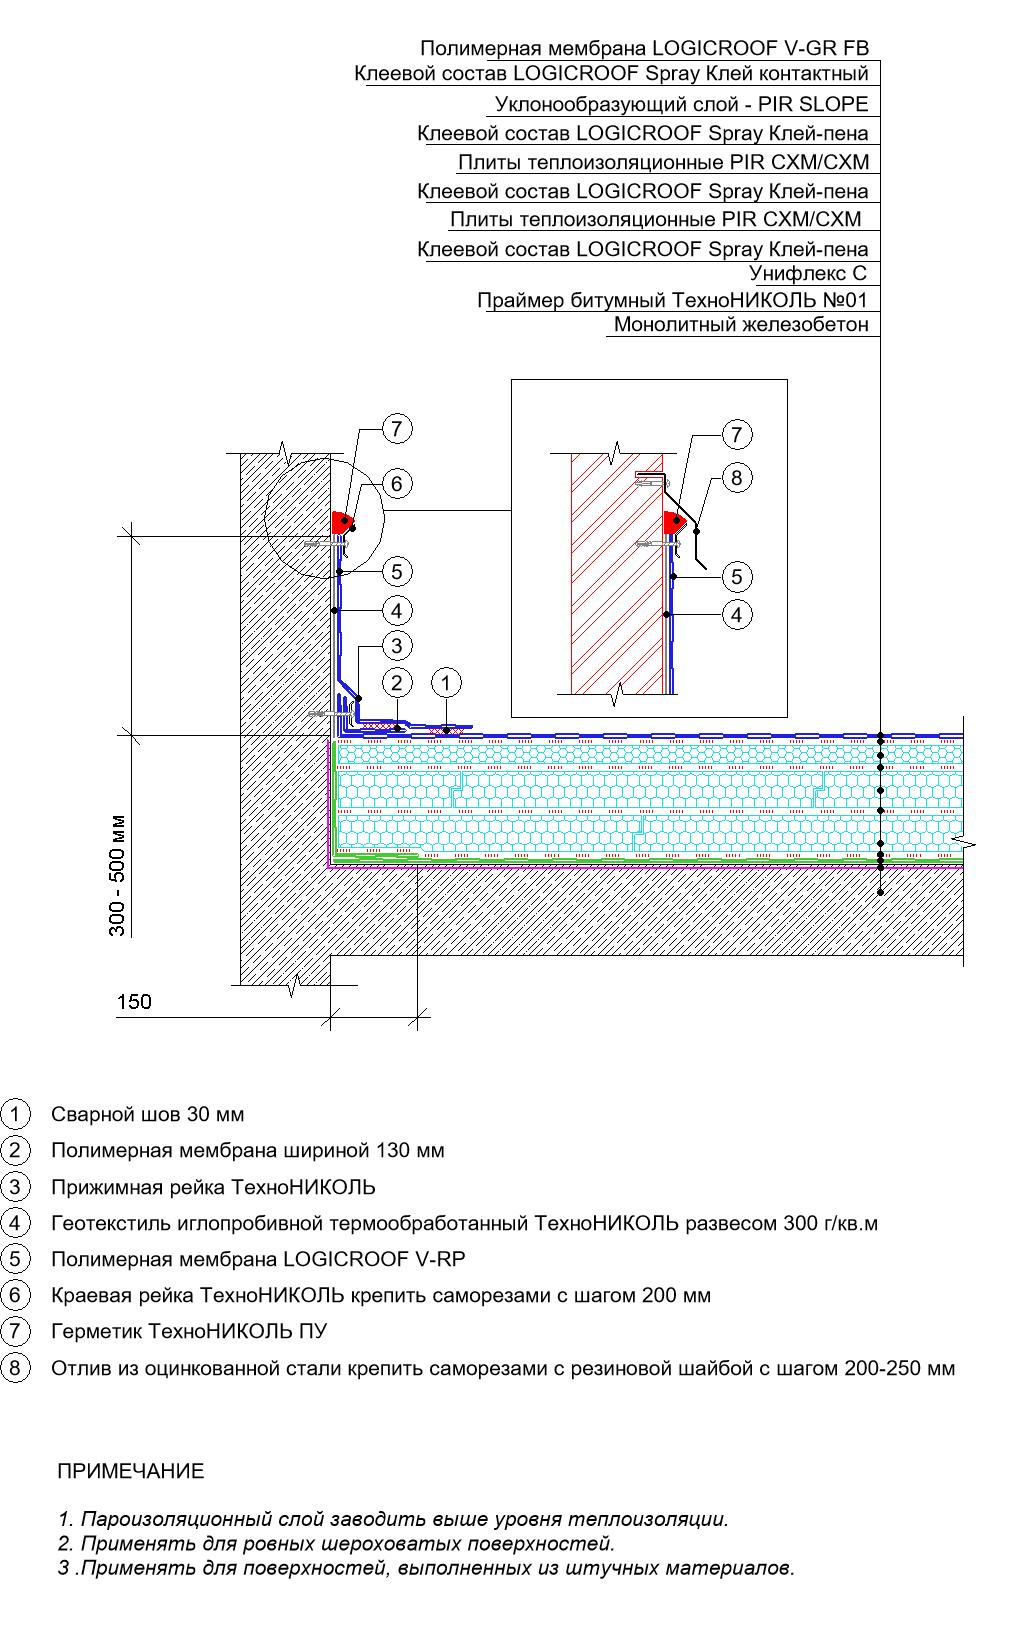 Полимерная мембрана LOGICROOF V-GR FB
Клеевой состав LOGICROOF Spray Клей контактный
Уклонообразующий слой - PIR SLOPE
Клеевой состав LOGICROOF Spray Клей-пена
Плиты теплоизоляционные PIR CXM/CXM
Клеевой состав LOGICROOF Spray Клей-пена
Плиты теплоизоляционные PIR CXM/CXM
Клеевой состав LOGICROOF Spray Клей-пена
Унифлекс С
Праймер битумный ТехноНИКОЛЬ №01
Монолитный железобетон
7
6
5
4
3
2
1
7
8
5
4
300 - 500 мм
150
1 Сварной шов 30 мм
2 Полимерная мембрана шириной 130 мм
3 Прижимная рейка ТехноНИКОЛЬ
4 Геотекстиль иглопробивной термообработанный ТехноНИКОЛЬ развесом 300 г/кв.м
5 Полимерная мембрана LOGICROOF V-RP
6 Краевая рейка ТехноНИКОЛЬ крепить саморезами с шагом 200 мм
7 Герметик ТехноНИКОЛЬ ПУ
8 Отлив из оцинкованной стали крепить саморезами с резиновой шайбой с шагом 200-250 мм
ПРИМЕЧАНИЕ
1. Пароизоляционный слой заводить выше уровня теплоизоляции.
2. Применять для ровных шероховатых поверхностей.
3 .Применять для поверхностей, выполненных из штучных материалов.